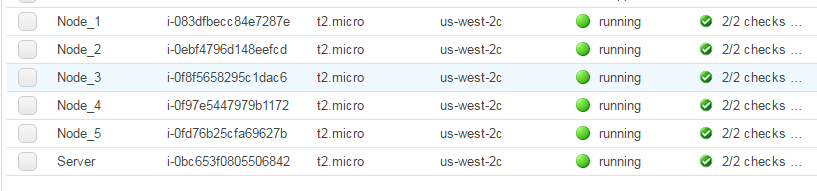 Node_1 i-083dfbecc84e7287e t2.micro us-west-2c running 2/2 checks ...
Node_2 i-0ebf4796d148eefcd t2.micro us-west-2c running 2/2 checks ...
Node_3 i-0f8f5658295c1dac6 t2.micro us-west-2c running 2/2 checks ...
Node_4 i-0f97e5447979b1172 t2.micro us-west-2c running 2/2 checks ...
Node_5 i-0fd76b25cfa69627b t2.micro us-west-2c running 2/2 checks ...
Server i-0bc653f0805506842 t2.micro us-west-2c running 2/2 checks ...